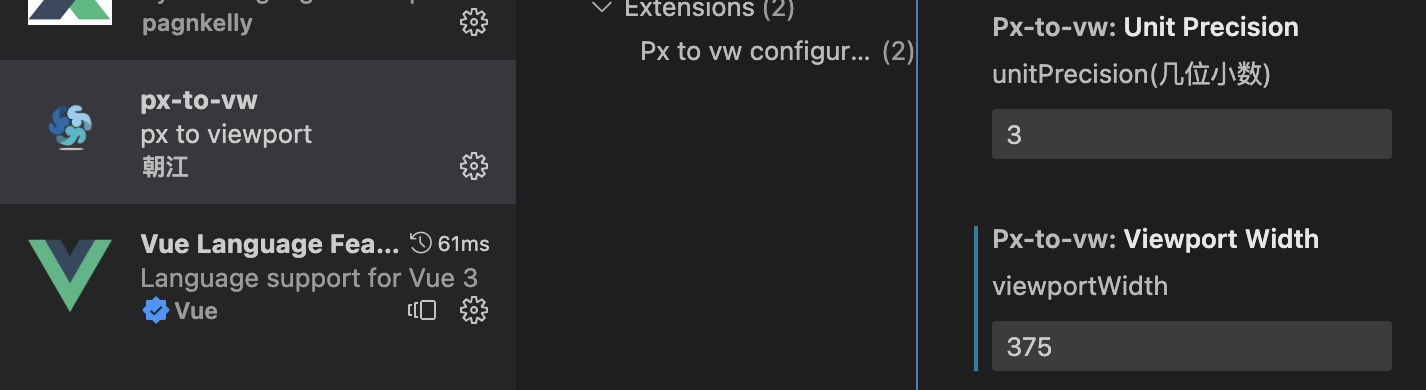 pagnkelly
px-to-vw
px to viewport
朝江
Vue Language Fea... 61ms
Language support for Vue 3
Vue
Extensions (2)
Px to vw configur... (2)
Px-to-vw: Unit Precision
unitPrecision(几位小数)
3
Px-to-vw: Viewport Width
viewportWidth
375